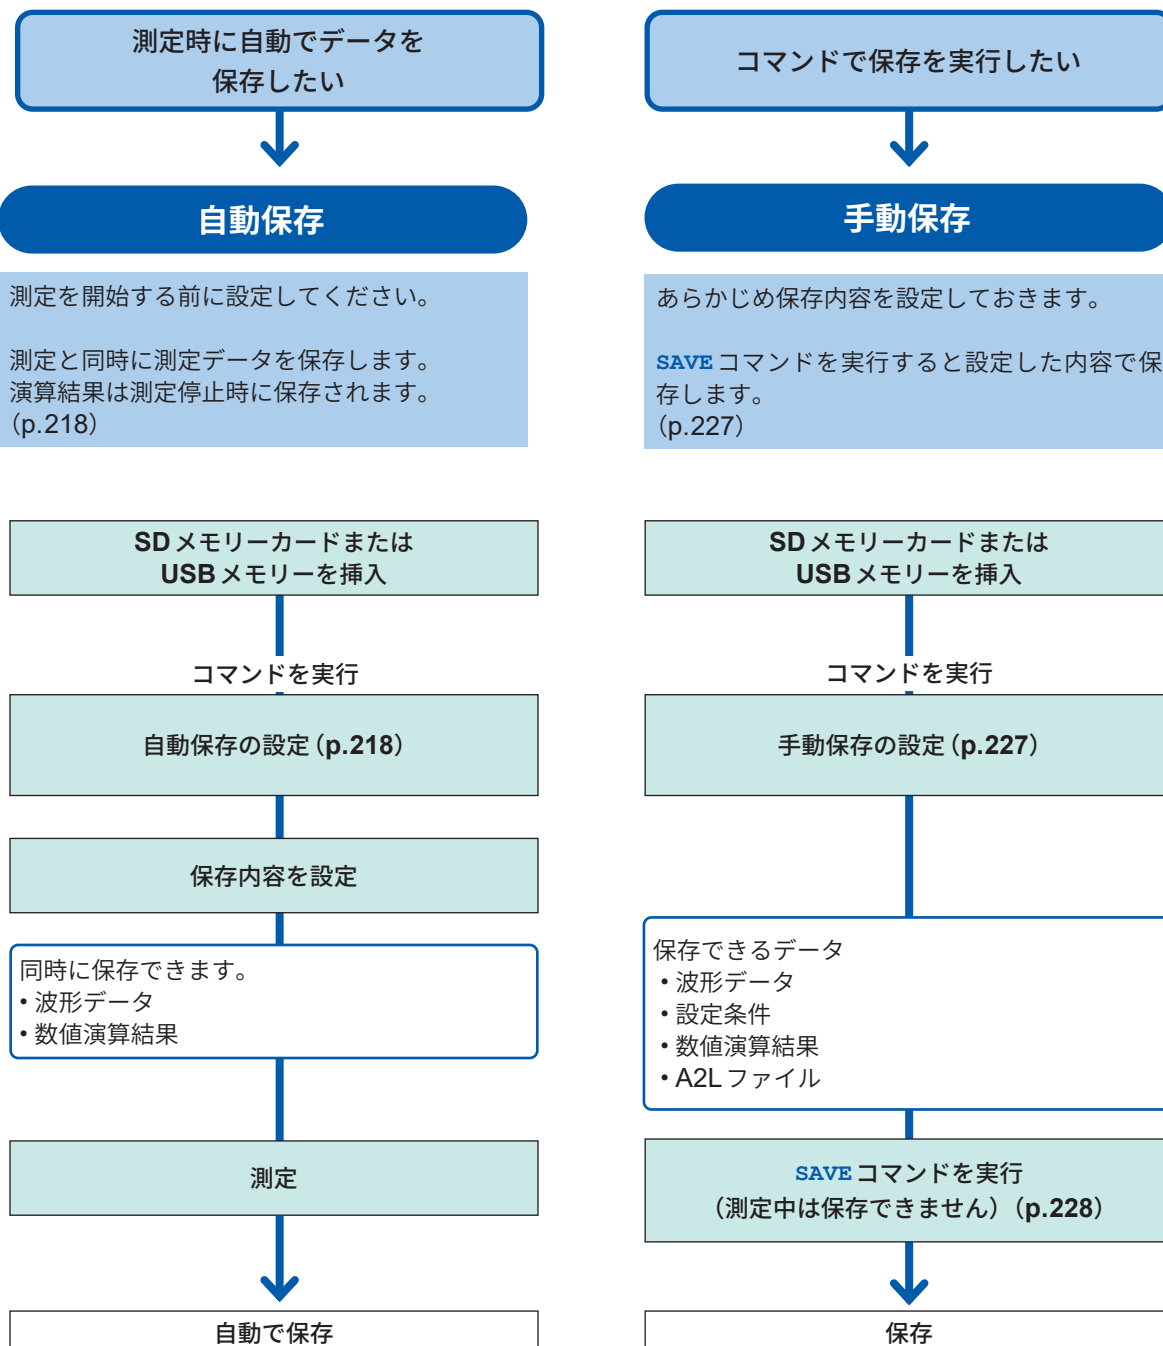 測定時に自動でデータを
保存したい
自動保存
測定を開始する前に設定してください。
測定と同時に測定データを保存します。
演算結果は測定停止時に保存されます。
（p.218）
SDメモリーカードまたは
USBメモリーを挿入
コマンドを実行
自動保存の設定（p.218）
保存内容を設定
同時に保存できます。
• 波形データ
• 数値演算結果
測定
自動で保存
コマンドで保存を実行したい
手動保存
あらかじめ保存内容を設定しておきます。
SAVEコマンドを実行すると設定した内容で保
存します。
（p.227）
SDメモリーカードまたは
USBメモリーを挿入
コマンドを実行
手動保存の設定（p.227）
保存できるデータ
• 波形データ
• 設定条件
• 数値演算結果
• A2Lファイル
SAVEコマンドを実行
（測定中は保存できません）（p.228）
保存